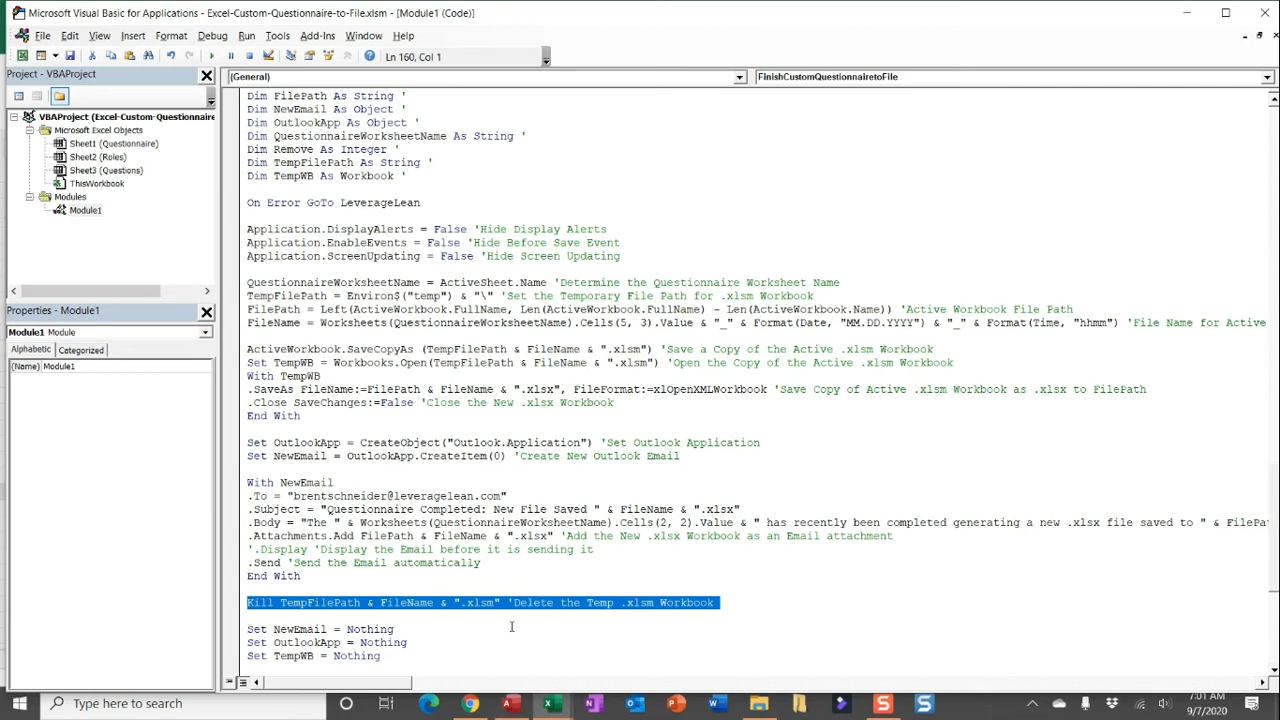 Microsoft Visual Basic for Applications - Excel-Custom-Questionnaire-to-File.xlsm - [Module1 (Code)]
File Edit View Insert Format Debug Run Tools Add-Ins Window Help
Ln 160, Col 1
Project - VBAProject
(General)
FinishCustomQuestionnairetoFile
VBAProject (Excel-Custom-Questionnaire
Microsoft Excel Objects
Sheet1 (Questionnaire)
Sheet2 (Roles)
Sheet3 (Questions)
ThisWorkbook
Modules
Module1
Properties - Module1
Module1 Module
Alphabetic Categorized
(Name) Module1
Dim FilePath As String '
Dim NewEmail As Object '
Dim OutlookApp As Object '
Dim QuestionnaireWorksheetName As String '
Dim Remove As Integer '
Dim TempFilePath As String '
Dim TempWB As Workbook '
On Error GoTo LeverageLean
Application.DisplayAlerts = False 'Hide Display Alerts
Application.EnableEvents = False 'Hide Before Save Event
Application.ScreenUpdating = False 'Hide Screen Updating
QuestionnaireWorksheetName = ActiveSheet.Name 'Determine the Questionnaire Worksheet Name
TempFilePath = Environ$("temp") & "\" 'Set the Temporary File Path for .xlsm Workbook
FilePath = Left(ActiveWorkbook.FullName, Len(ActiveWorkbook.FullName) - Len(ActiveWorkbook.Name)) 'Active Workbook File Path
FileName = Worksheets(QuestionnaireWorksheetName).Cells(5, 3).Value & "_" & Format(Date, "MM.DD.YYYY") & "_" & Format(Time, "hhmm") 'File Name for Active
ActiveWorkbook.SaveCopyAs (TempFilePath & FileName & ".xlsm") 'Save a Copy of the Active .xlsm Workbook
Set TempWB = Workbooks.Open(TempFilePath & FileName & ".xlsm") 'Open the Copy of the Active .xlsm Workbook
With TempWB
.SaveAs FileName:=FilePath & FileName & ".xlsx", FileFormat:=xlOpenXMLWorkbook 'Save Copy of Active .xlsm Workbook as .xlsx to FilePath
.Close SaveChanges:=False 'Close the New .xlsx Workbook
End With
Set OutlookApp = CreateObject("Outlook.Application") 'Set Outlook Application
Set NewEmail = OutlookApp.CreateItem(0) 'Create New Outlook Email
With NewEmail
.To = "brentschneider@leveragelean.com"
.Subject = "Questionnaire Completed: New File Saved " & FileName & ".xlsx"
.Body = "The " & Worksheets(QuestionnaireWorksheetName).Cells(2, 2).Value & " has recently been completed generating a new .xlsx file saved to " & FilePat
.Attachments.Add FilePath & FileName & ".xlsx" 'Add the New .xlsx Workbook as an Email attachment
'.Display 'Display the Email before it is sending it
.Send 'Send the Email automatically
End With
Kill TempFilePath & FileName & ".xlsm" 'Delete the Temp .xlsm Workbook
Set NewEmail = Nothing
Set OutlookApp = Nothing
Set TempWB = Nothing
Type here to search
7:01 AM
9/7/2020